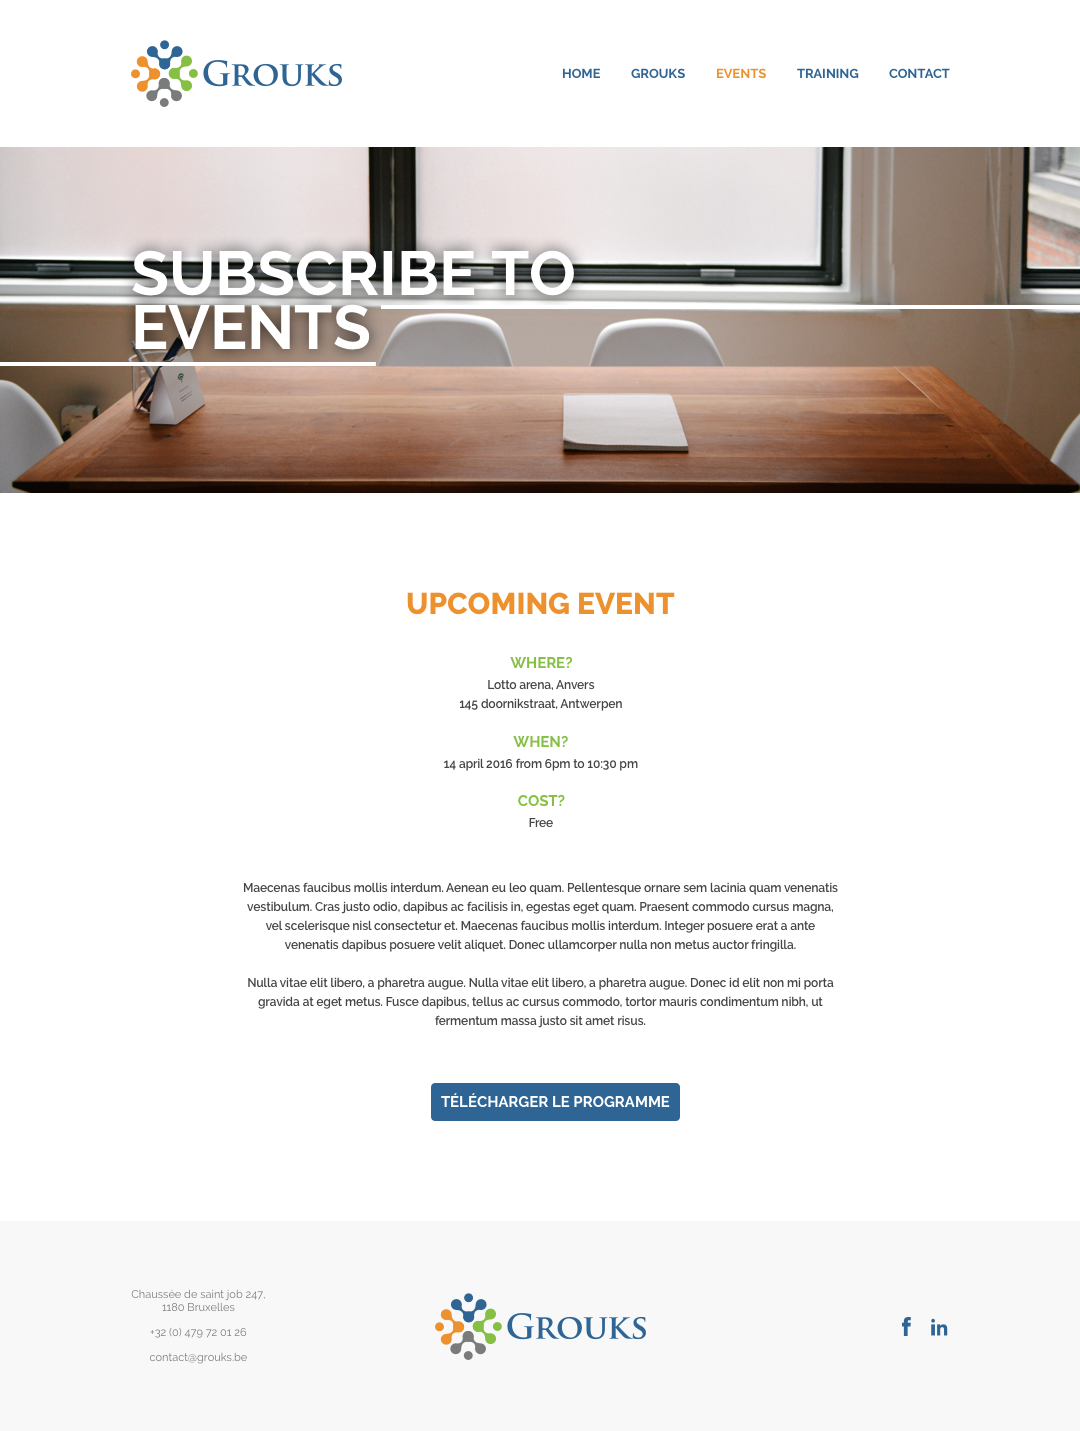 GROUKS
HOME GROUKS EVENTS TRAINING CONTACT
SUBSCRIBE TO
EVENTS
UPCOMING EVENT
WHERE?
Lotto arena, Anvers
145 doornikstraat, Antwerpen
WHEN?
14 april 2016 from 6pm to 10:30 pm
COST?
Free
Maecenas faucibus mollis interdum. Aenean eu leo quam. Pellentesque ornare sem lacinia quam venenatis
vestibulum. Cras justo odio, dapibus ac facilisis in, egestas eget quam. Praesent commodo cursus magna,
vel scelerisque nisl consectetur et. Maecenas faucibus mollis interdum. Integer posuere erat a ante
venenatis dapibus posuere velit aliquet. Donec ullamcorper nulla non metus auctor fringilla.
Nulla vitae elit libero, a pharetra augue. Nulla vitae elit libero, a pharetra augue. Donec id elit non mi porta
gravida at eget metus. Fusce dapibus, tellus ac cursus commodo, tortor mauris condimentum nibh, ut
fermentum massa justo sit amet risus.
TÉLÉCHARGER LE PROGRAMME
Chaussée de saint job 247,
1180 Bruxelles
+32 (0) 479 72 01 26
contact@grouks.be
GROUKS
f in